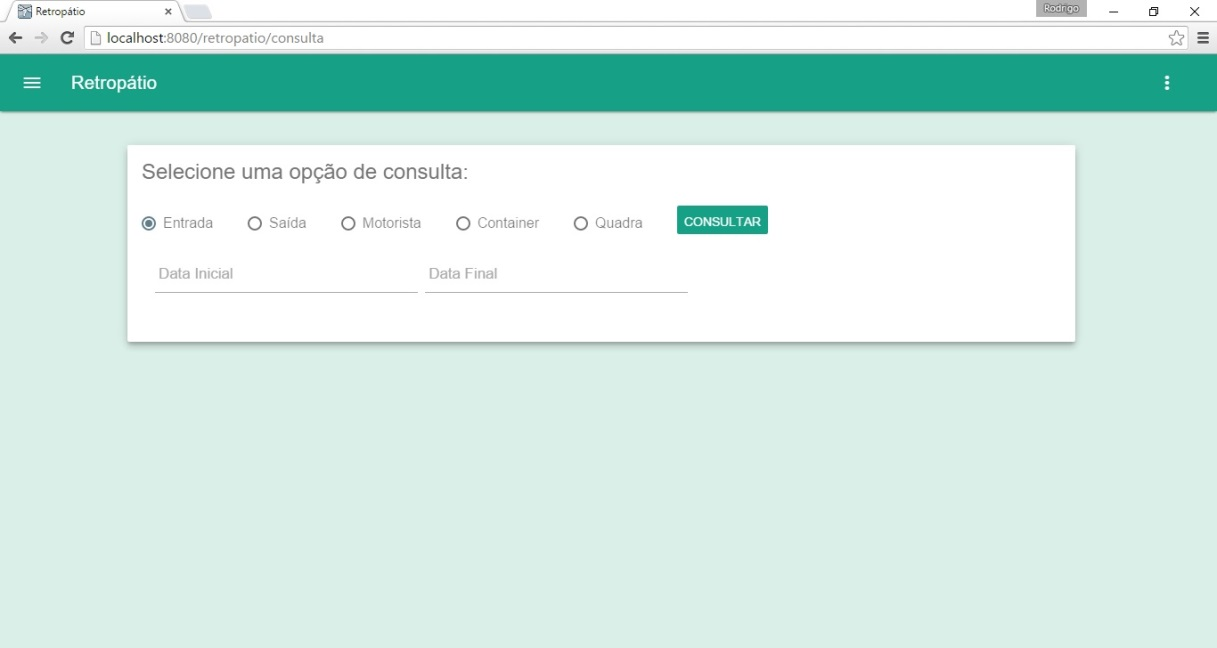 Retropátio
Rodrigo
localhost:8080/retropatio/consulta
Retropátio
Selecione uma opção de consulta:
Entrada Saída Motorista Container Quadra CONSULTAR
Data Inicial Data Final